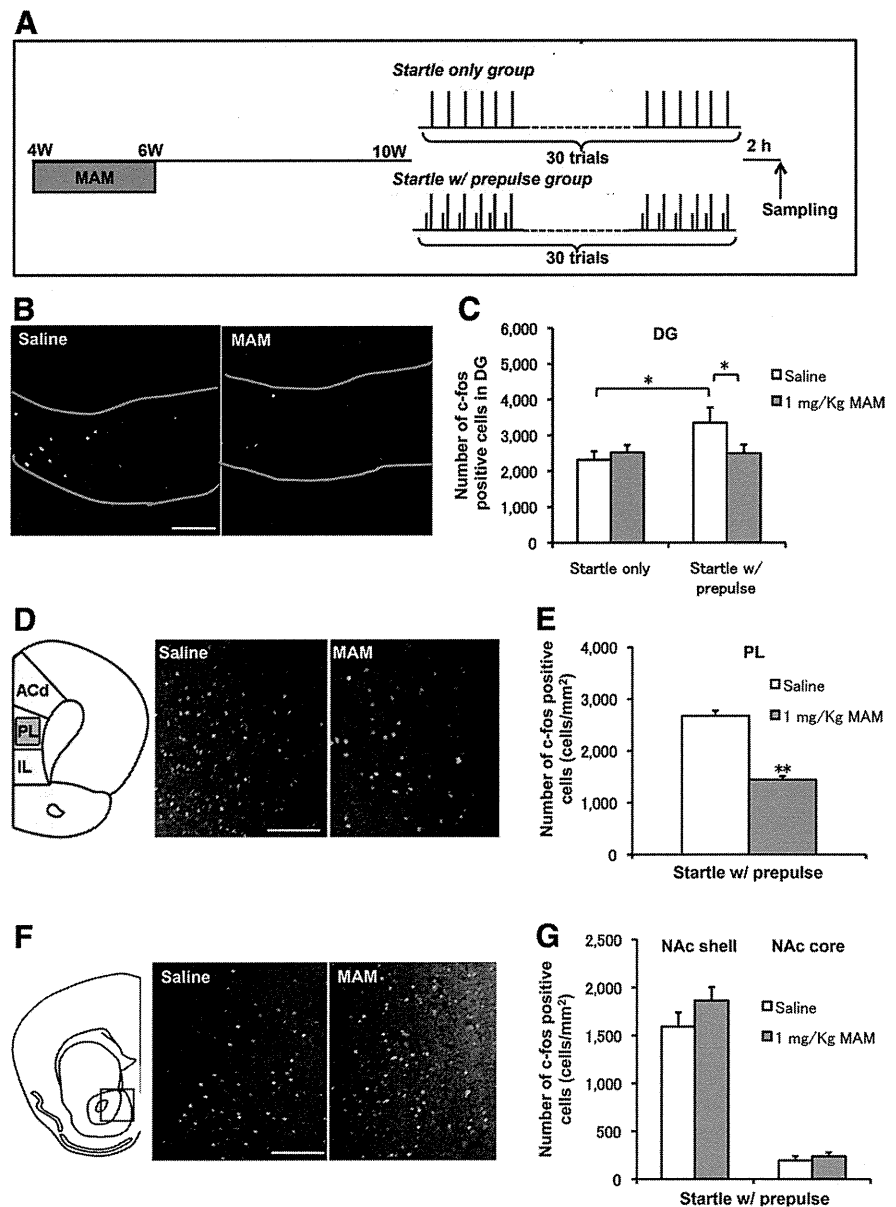 A
Startle only group
4W
6W
10W
2 h
30 trials
MAM
Startle w/ prepulse group
Sampling
30 trials
B
Saline
MAM
C
6,000
5,000
4,000
3,000
2,000
1,000
0
Number of c-fos
positive cells in DG
DG
*
*
Saline
1 mg/Kg MAM
Startle only
Startle w/
prepulse
D
ACd
PL
IL
Saline
MAM
E
4,000
3,000
2,000
1,000
0
Number of c-fos positive
cells (cells/mm²)
PL
Saline
1 mg/Kg MAM
**
Startle w/ prepulse
F
Saline
MAM
G
2,500
2,000
1,500
1,000
500
0
Number of c-fos positive
cells (cells/mm²)
NAc shell
NAc core
Saline
1 mg/Kg MAM
Startle w/ prepulse